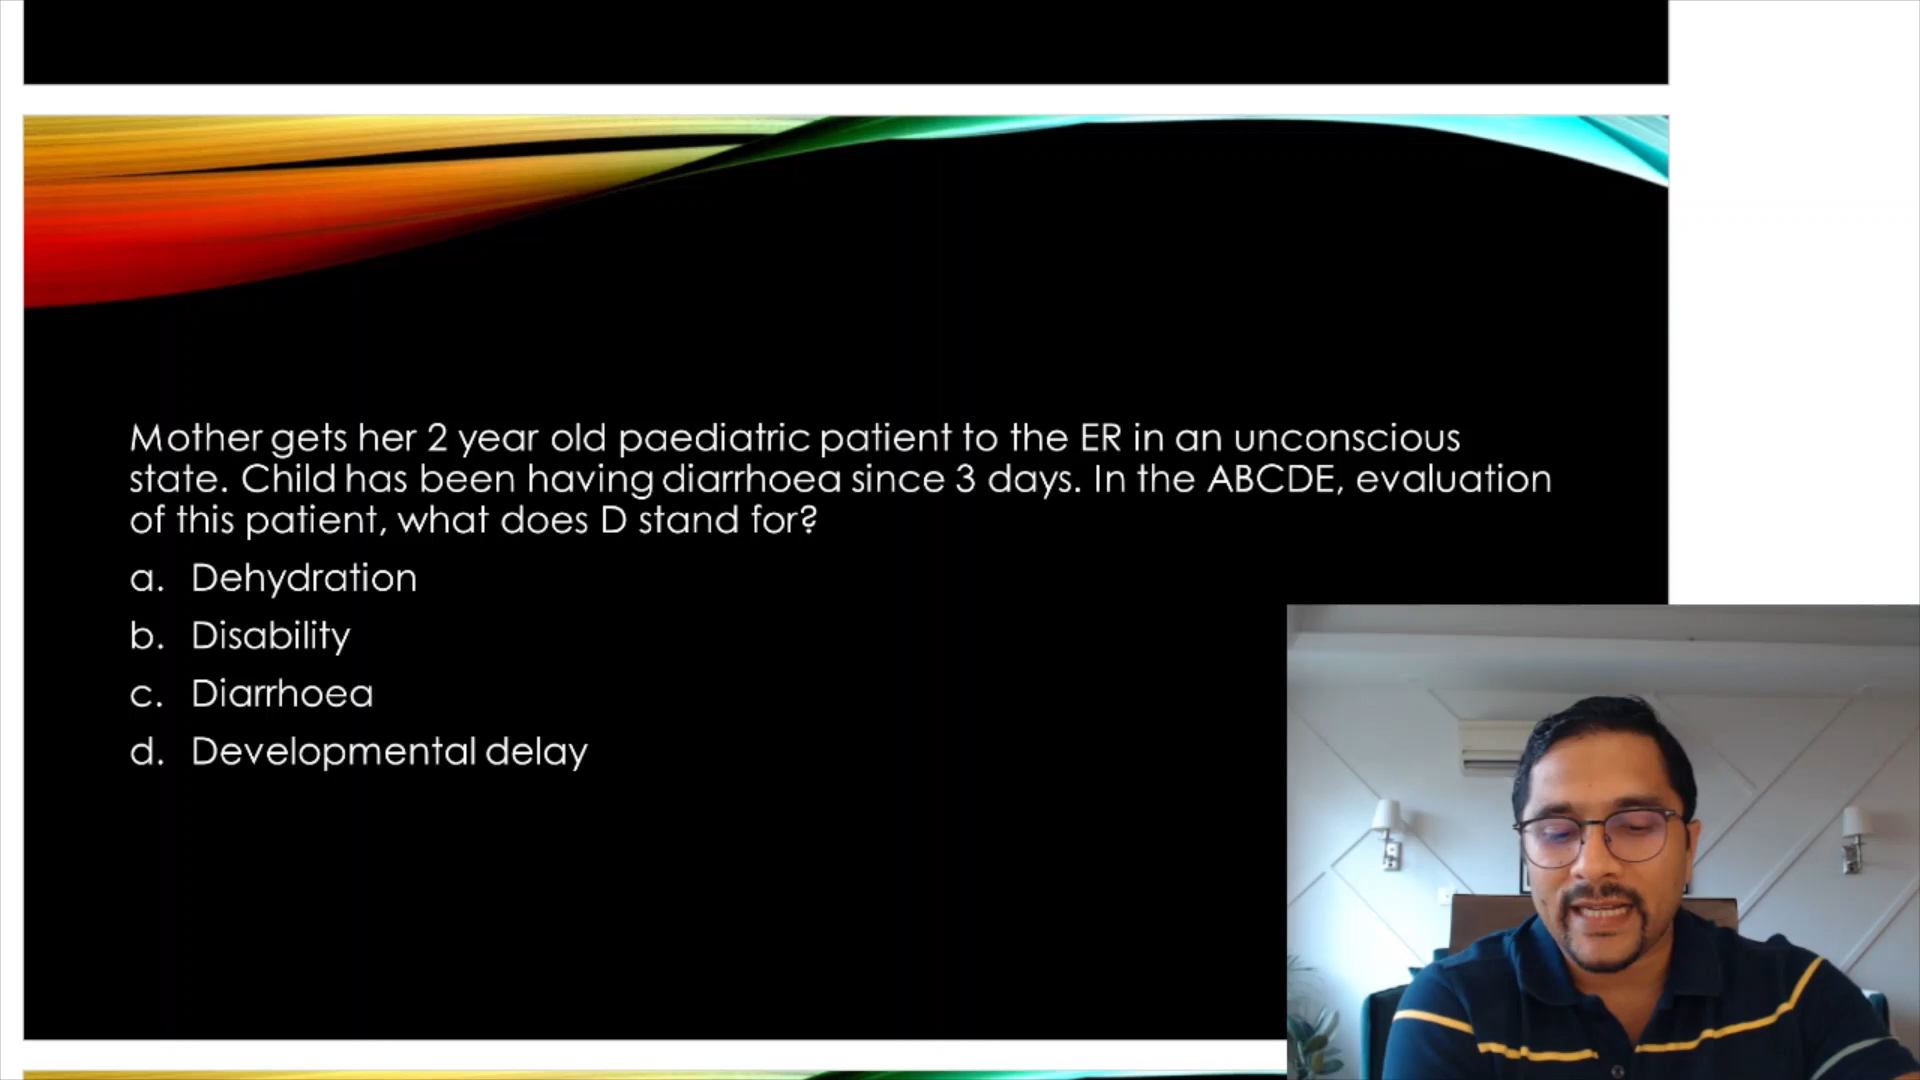 Mother gets her 2 year old paediatric patient to the ER in an unconscious
state. Child has been having diarrhoea since 3 days. In the ABCDE, evaluation
of this patient, what does D stand for?
a. Dehydration
b. Disability
c. Diarrhoea
d. Developmental delay